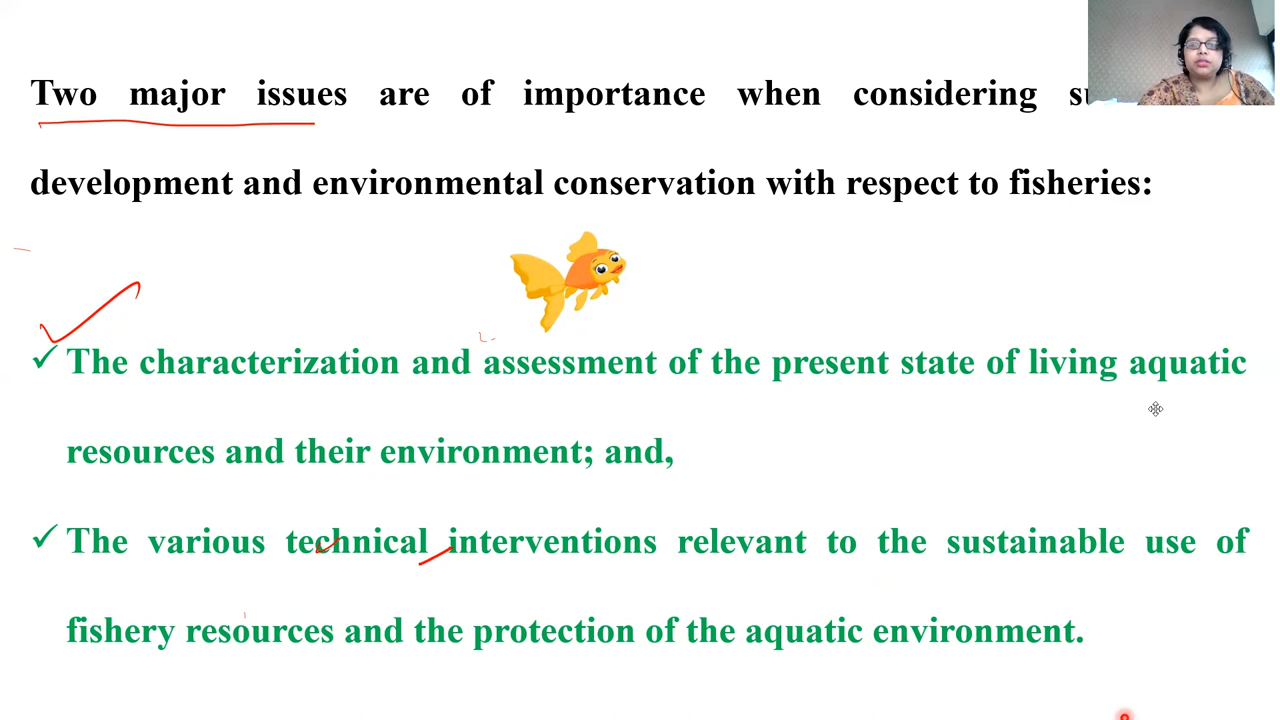 Two major issues are of importance when considering
development and environmental conservation with respect to fisheries:
✓ The characterization and assessment of the present state of living aquatic
resources and their environment; and,
✓ The various technical interventions relevant to the sustainable use of
fishery resources and the protection of the aquatic environment.